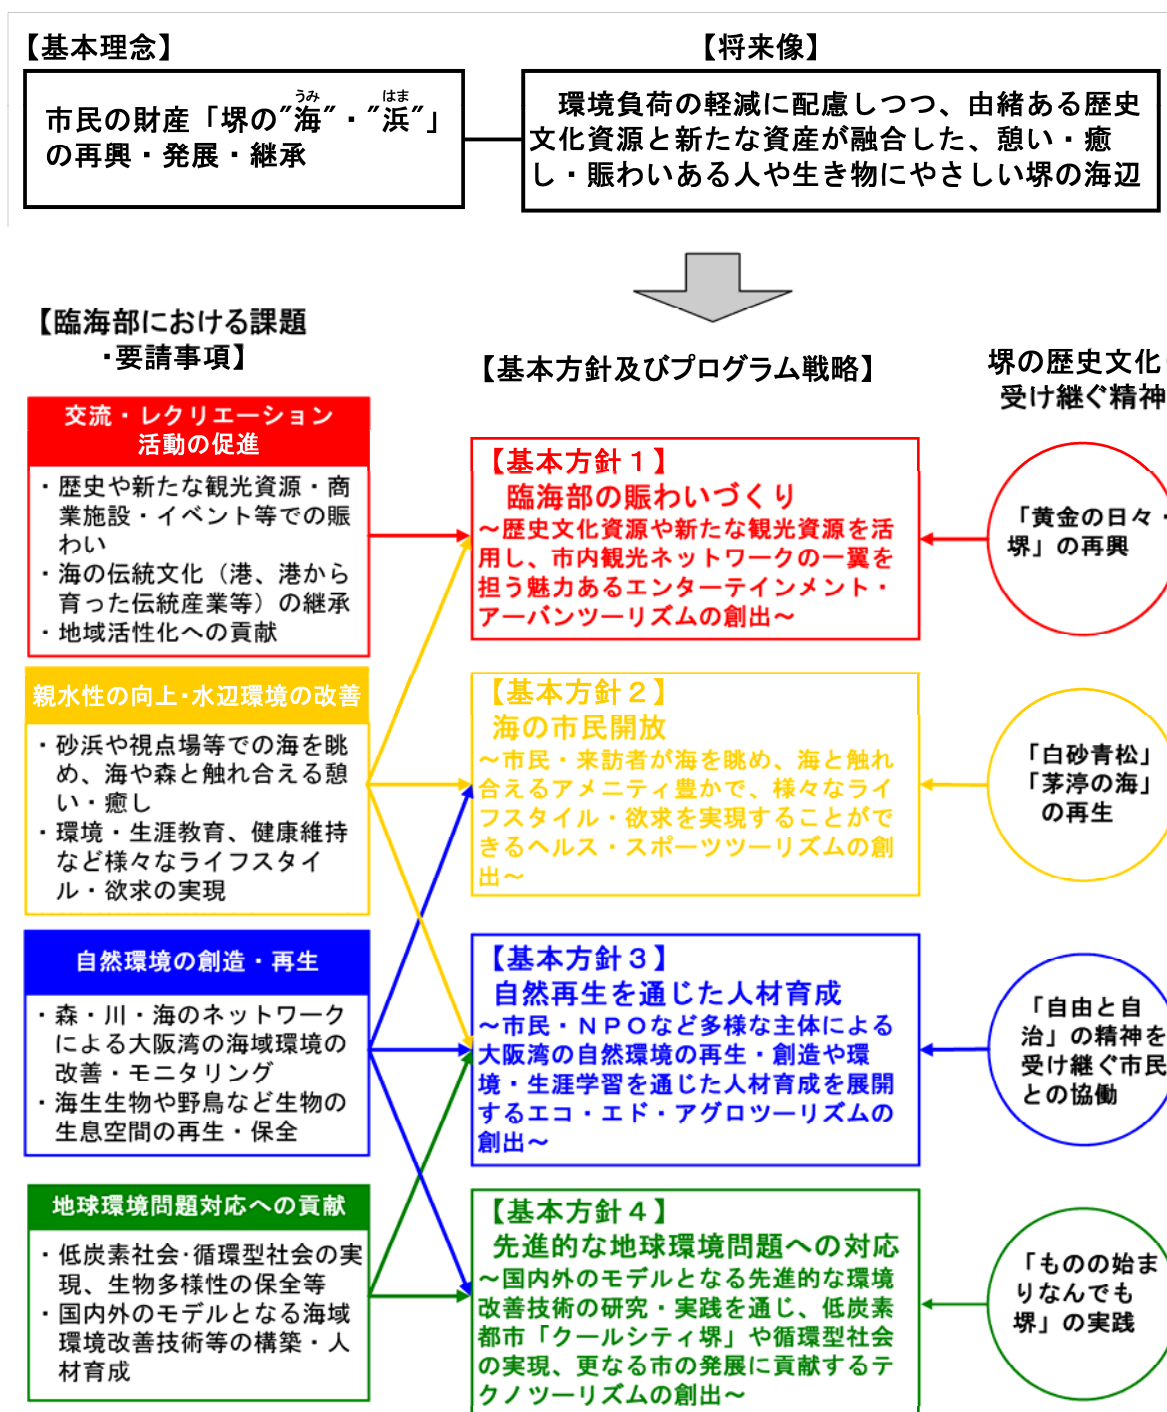 【基本理念】
市民の財産「堺の"海"・"浜"」
うみ
はま
の再興・発展・継承
【将来像】
環境負荷の軽減に配慮しつつ、由緒ある歴史
文化資源と新たな資産が融合した、憩い・癒
し・賑わいある人や生き物にやさしい堺の海辺
【臨海部における課題
・要請事項】
交流・レクリエーション
活動の促進
・歴史や新たな観光資源・商
業施設・イベント等での賑
わい
・海の伝統文化（港、港から
育った伝統産業等）の継承
・地域活性化への貢献
親水性の向上・水辺環境の改善
・砂浜や視点場等での海を眺
め、海や森と触れ合える憩
い・癒し
・環境・生涯教育、健康維持
など様々なライフスタイ
ル・欲求の実現
自然環境の創造・再生
・森・川・海のネットワーク
による大阪湾の海域環境の
改善・モニタリング
・海生生物や野鳥など生物の
生息空間の再生・保全
地球環境問題対応への貢献
・低炭素社会・循環型社会の実
現、生物多様性の保全等
・国内外のモデルとなる海域
環境改善技術等の構築・人
材育成
【基本方針及びプログラム戦略】
【基本方針１】
臨海部の賑わいづくり
～歴史文化資源や新たな観光資源を活
用し、市内観光ネットワークの一翼を
担う魅力あるエンターテインメント・
アーバンツーリズムの創出～
【基本方針２】
海の市民開放
～市民・来訪者が海を眺め、海と触れ
合えるアメニティ豊かで、様々なライ
フスタイル・欲求を実現することがで
きるヘルス・スポーツツーリズムの創
出～
【基本方針３】
自然再生を通じた人材育成
～市民・ＮＰＯなど多様な主体による
大阪湾の自然環境の再生・創造や環
境・生涯学習を通じた人材育成を展開
するエコ・エド・アグロツーリズムの
創出～
【基本方針４】
先進的な地球環境問題への対応
～国内外のモデルとなる先進的な環境
改善技術の研究・実践を通じ、低炭素
都市「クールシティ堺」や循環型社会
の実現、更なる市の発展に貢献するテ
クノツーリズムの創出～
堺の歴史文化
受け継ぐ精神
「黄金の日々・
堺」の再興
「白砂青松」
「茅渟の海」
の再生
「自由と自
治」の精神を
受け継ぐ市民
との協働
「ものの始ま
りなんでも
堺」の実践